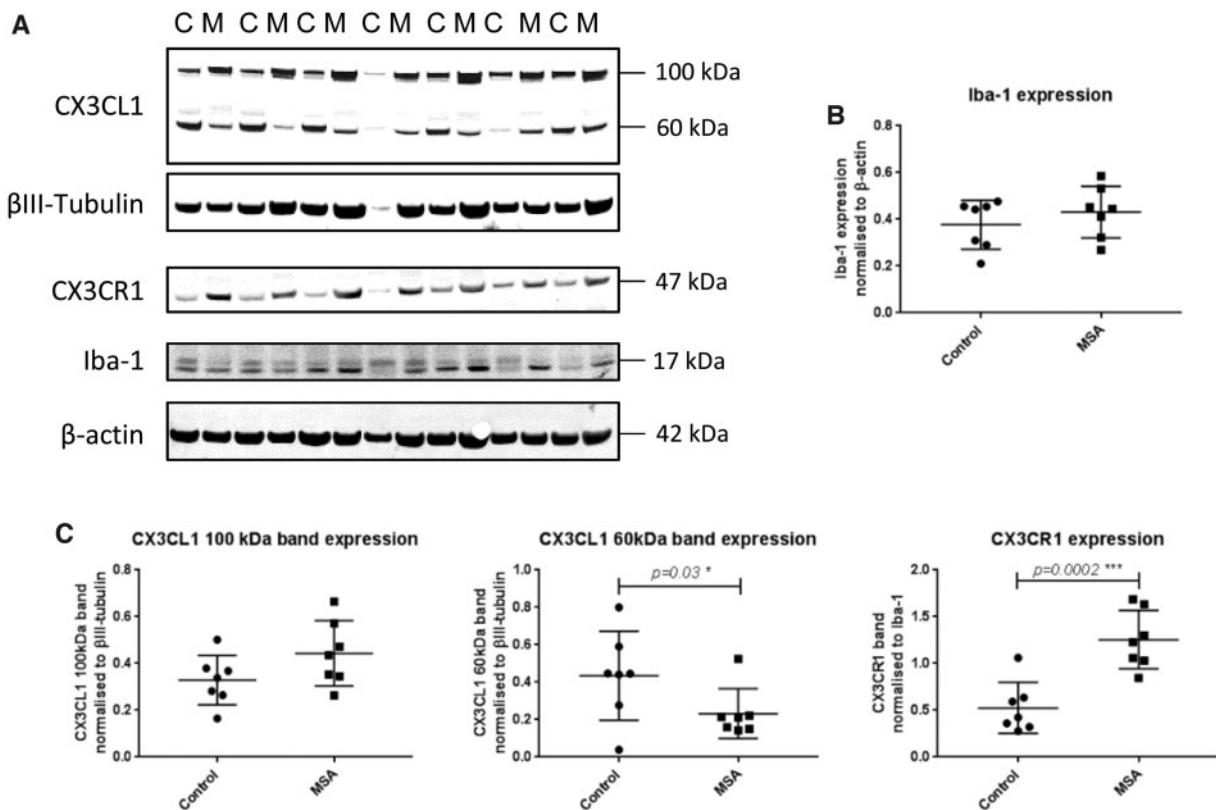 A
C M C M C M C M C M C M C M
CX3CL1
100 kDa
60 kDa
βIII-Tubulin
CX3CR1
47 kDa
Iba-1
17 kDa
β-actin
42 kDa
B
Iba-1 expression
Iba-1 expression
normalised to β-actin
0.8
0.6
0.4
0.2
0.0
Control
MSA
C
CX3CL1 100 kDa band expression
CX3CL1 100kDa band
normalised to βIII-tubulin
0.8
0.6
0.4
0.2
0.0
Control
MSA
CX3CL1 60kDa band expression
CX3CL1 60kDa band
normalised to βIII-tubulin
1.0
0.8
0.6
0.4
0.2
0.0
p=0.03 *
Control
MSA
CX3CR1 expression
CX3CR1 band
normalised to Iba-1
2.0
1.5
1.0
0.5
0.0
p=0.0002 ***
Control
MSA